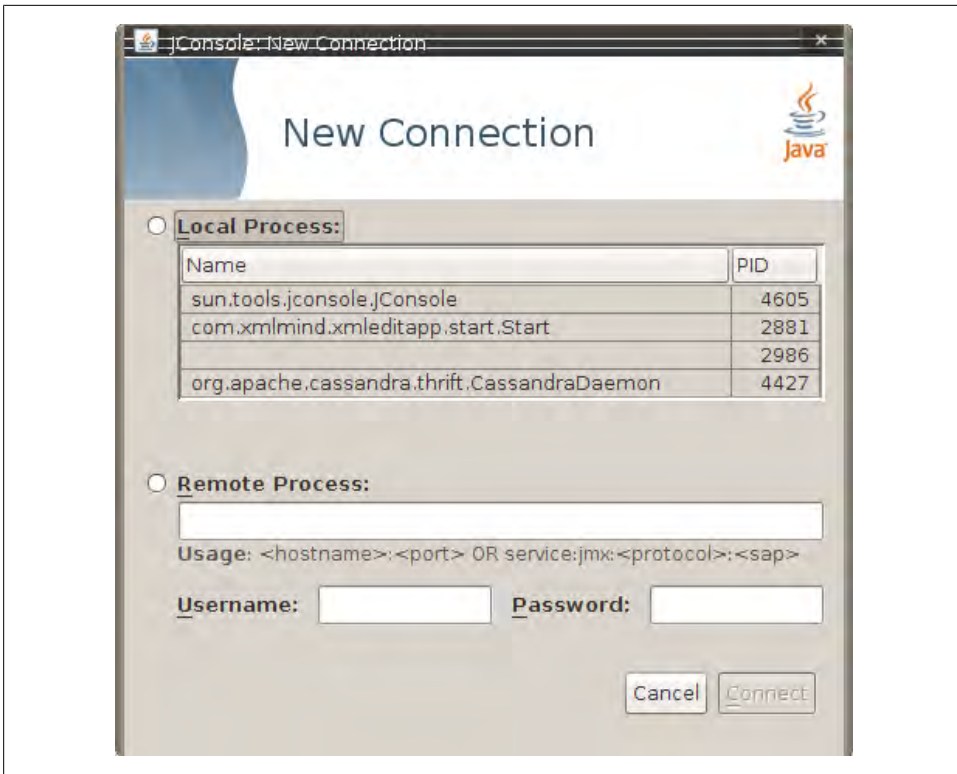 JConsole: New Connection
New Connection
Java
Local Process:
Name PID
sun.tools.jconsole.JConsole 4605
com.xmlmind.xmleditapp.start.Start 2881
2986
org.apache.cassandra.thrift.CassandraDaemon 4427
Remote Process:
Usage: <hostname>:<port> OR service:jmx:<protocol>:<sap>
Username: Password:
Cancel Connect